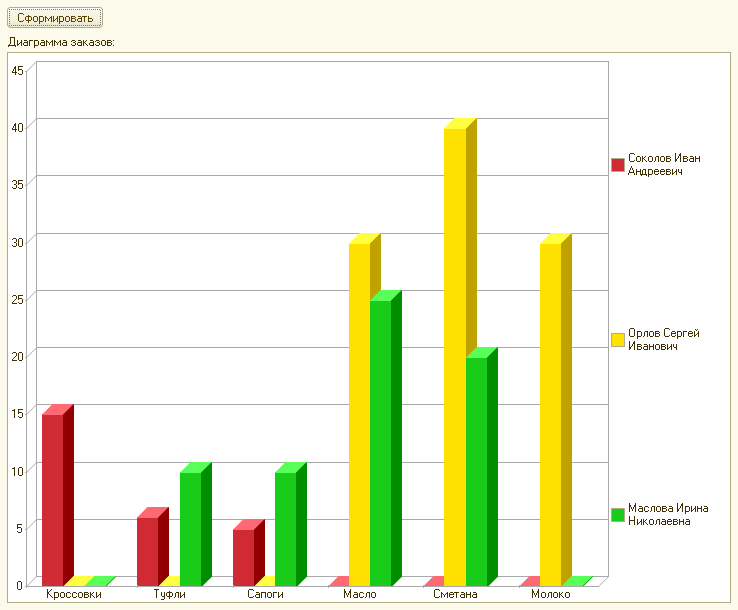 Сформировать
Диаграмма заказов:
45
40
35
30
25
20
15
10
5
0
Кроссовки
Туфли
Сапоги
Масло
Сметана
Молоко
Соколов Иван
Андреевич
Орлов Сергей
Иванович
Маслова Ирина
Николаевна